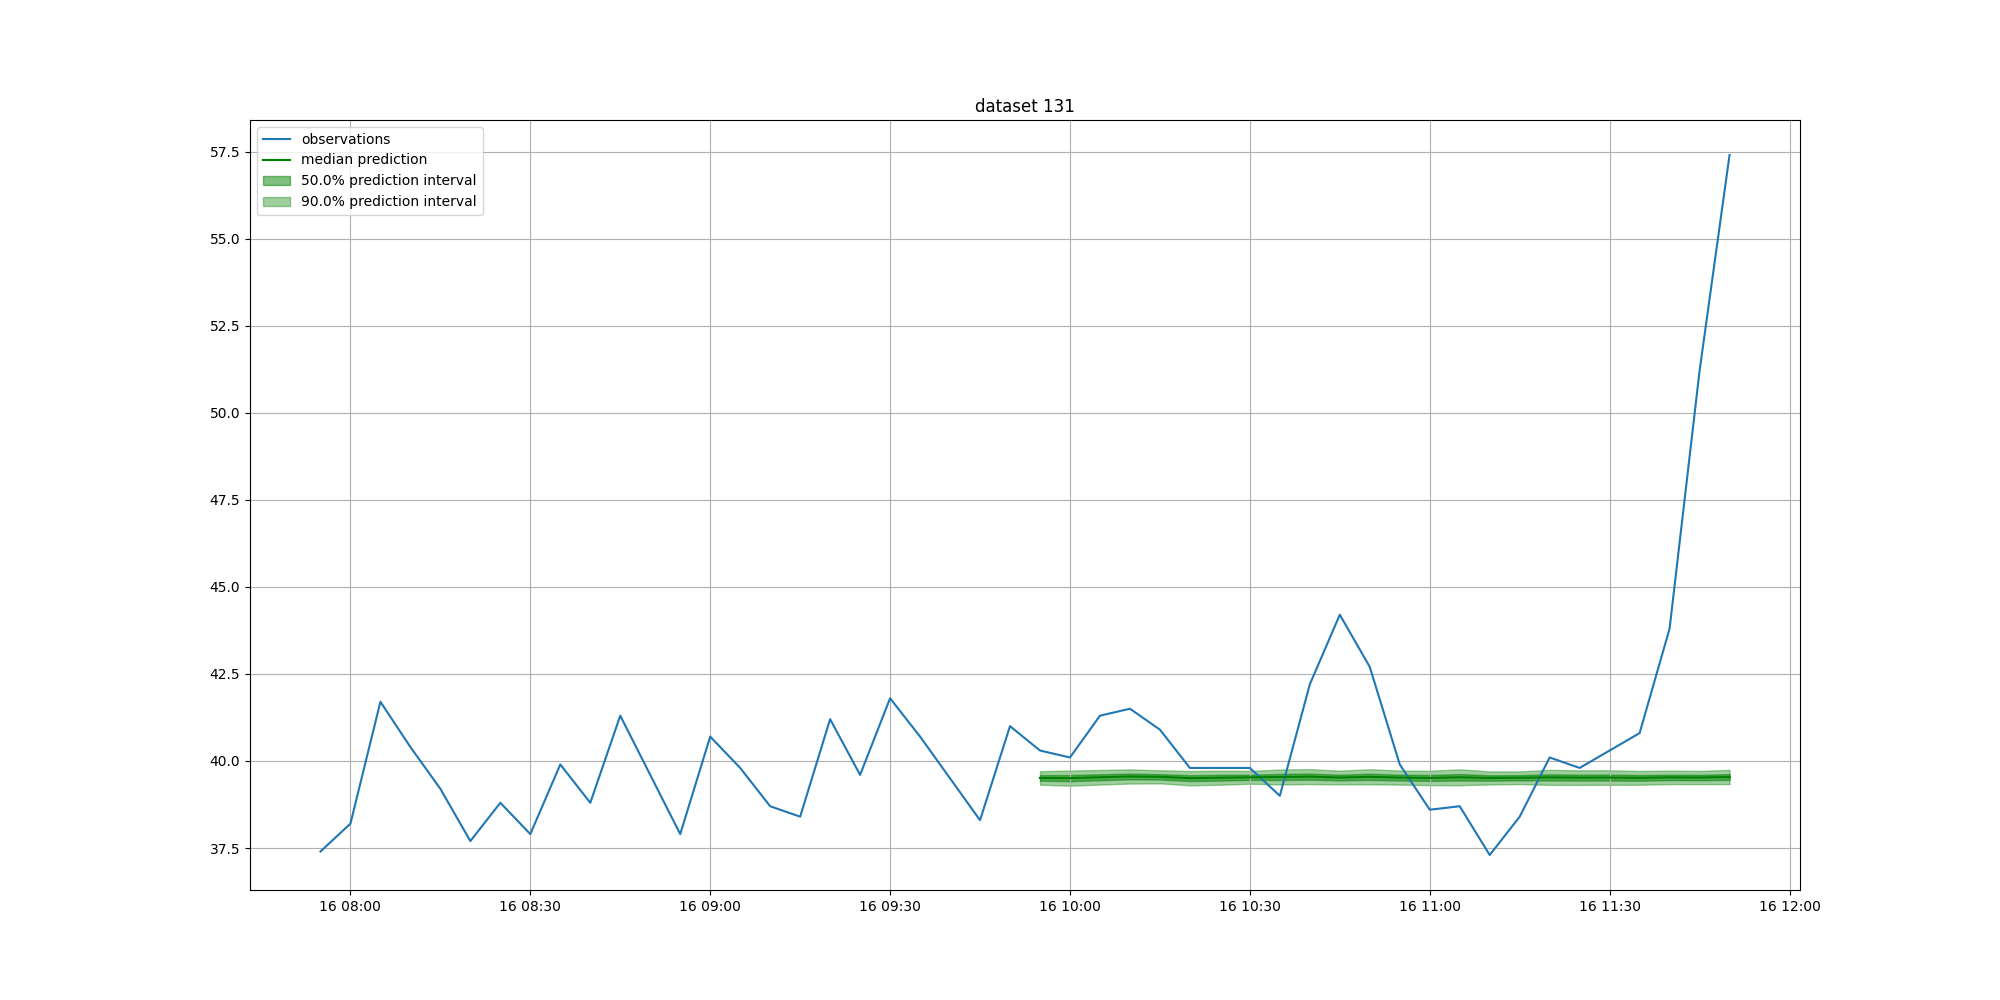 dataset 131
observations
median prediction
50.0% prediction interval
90.0% prediction interval
57.5
55.0
52.5
50.0
47.5
45.0
42.5
40.0
37.5
16 08:00 16 08:30 16 09:00 16 09:30 16 10:00 16 10:30 16 11:00 16 11:30 16 12:00